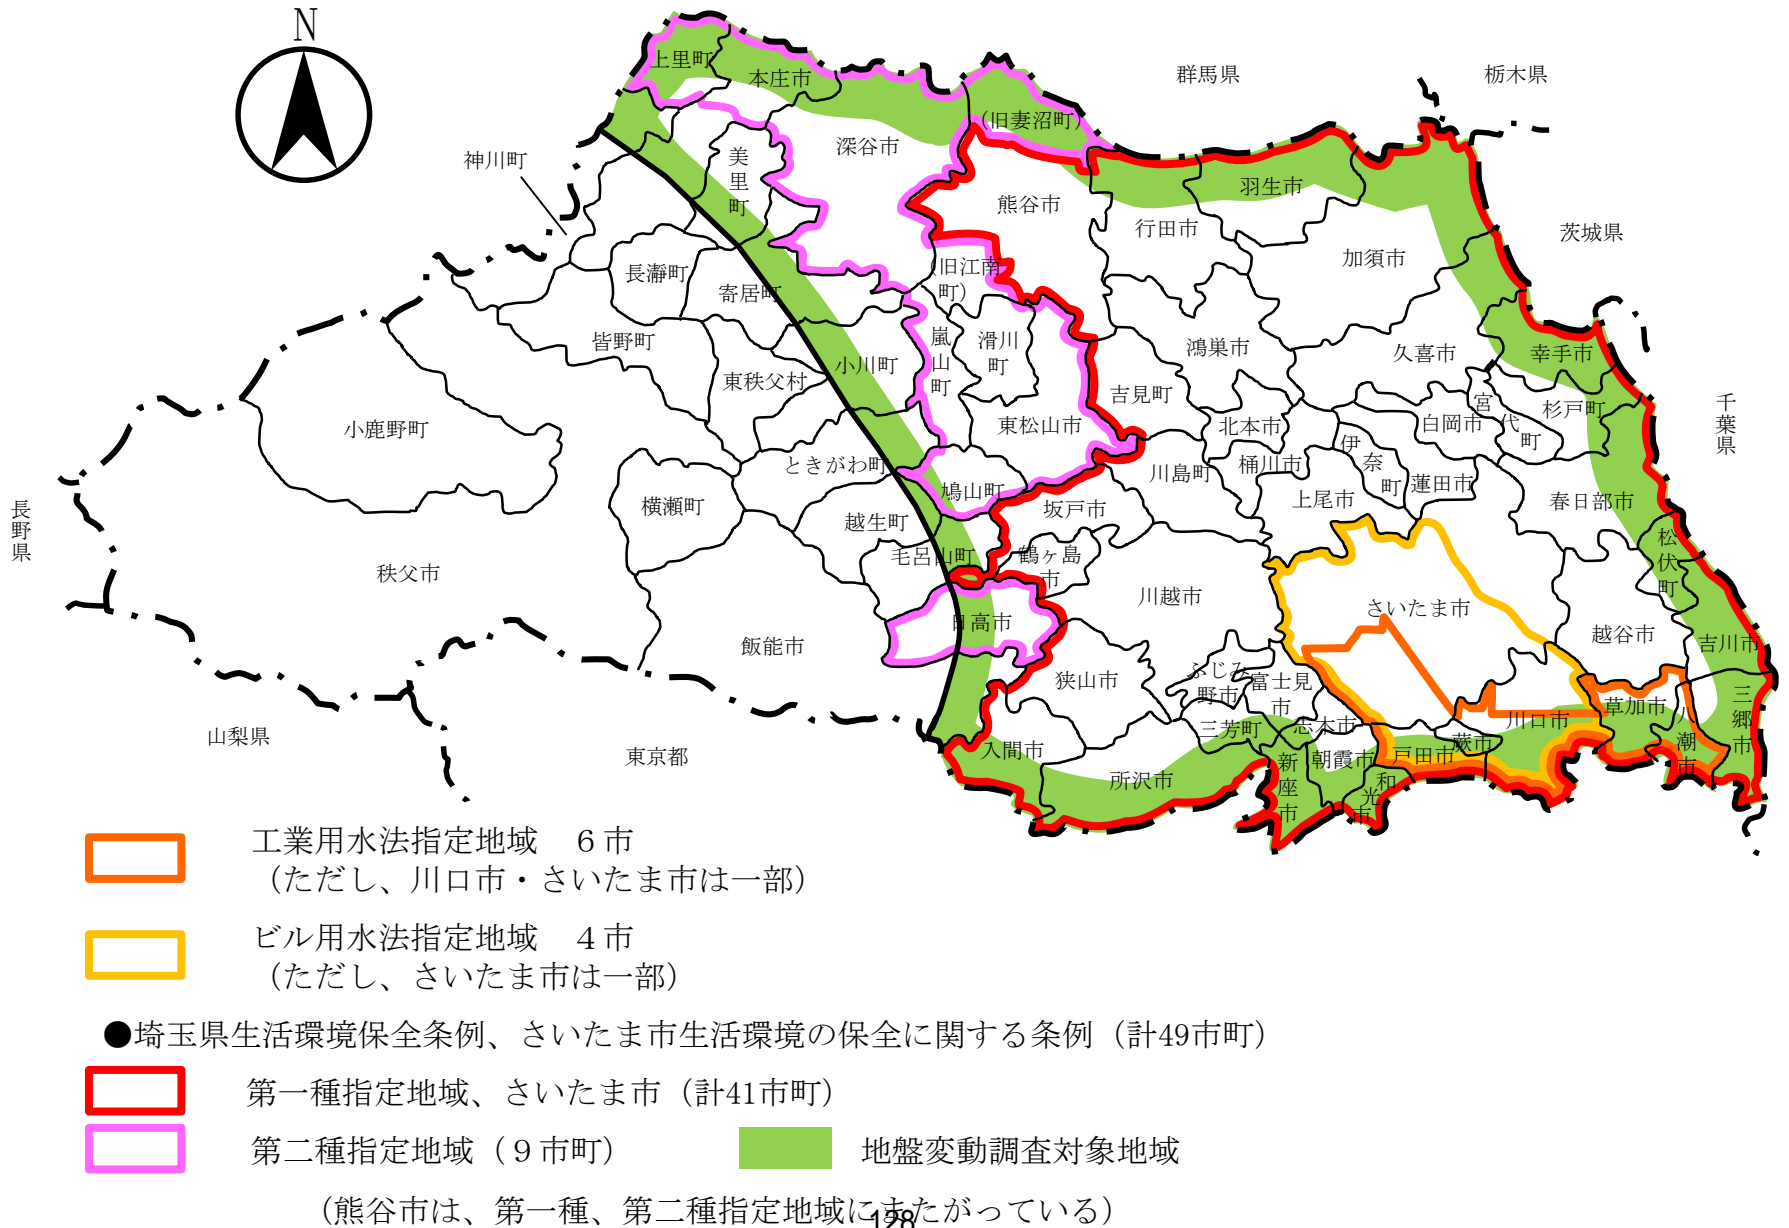 N
群馬県
栃木県
上里町
本庄市
(旧妻沼町)
深谷市
神川町
美里町
熊谷市
羽生市
行田市
茨城県
加須市
長瀞町
寄居町
(旧江南町)
皆野町
嵐山町
滑川町
鴻巣市
久喜市
幸手市
東秩父村
小川町
吉見町
宮代町
杉戸町
千葉県
小鹿野町
東松山市
北本市
白岡市
伊奈町
ときがわ町
桶川市
川島町
蓮田市
長野県
横瀬町
鳩山町
上尾市
春日部市
越生町
坂戸市
松伏町
秩父市
毛呂山町
鶴ヶ島市
川越市
さいたま市
日高市
越谷市
吉川市
飯能市
狭山市
ふじみ野市
富士見市
三郷市
草加市
八潮市
川口市
山梨県
東京都
入間市
三芳町
志木市
蕨市
戸田市
朝霞市
新座市
和光市
所沢市
工業用水法指定地域 6市
(ただし、川口市・さいたま市は一部)
ビル用水法指定地域 4市
(ただし、さいたま市は一部)
●埼玉県生活環境保全条例、さいたま市生活環境の保全に関する条例(計49市町)
第一種指定地域、さいたま市(計41市町)
第二種指定地域(9市町)
地盤変動調査対象地域
(熊谷市は、第一種、第二種指定地域にまたがっている)
128